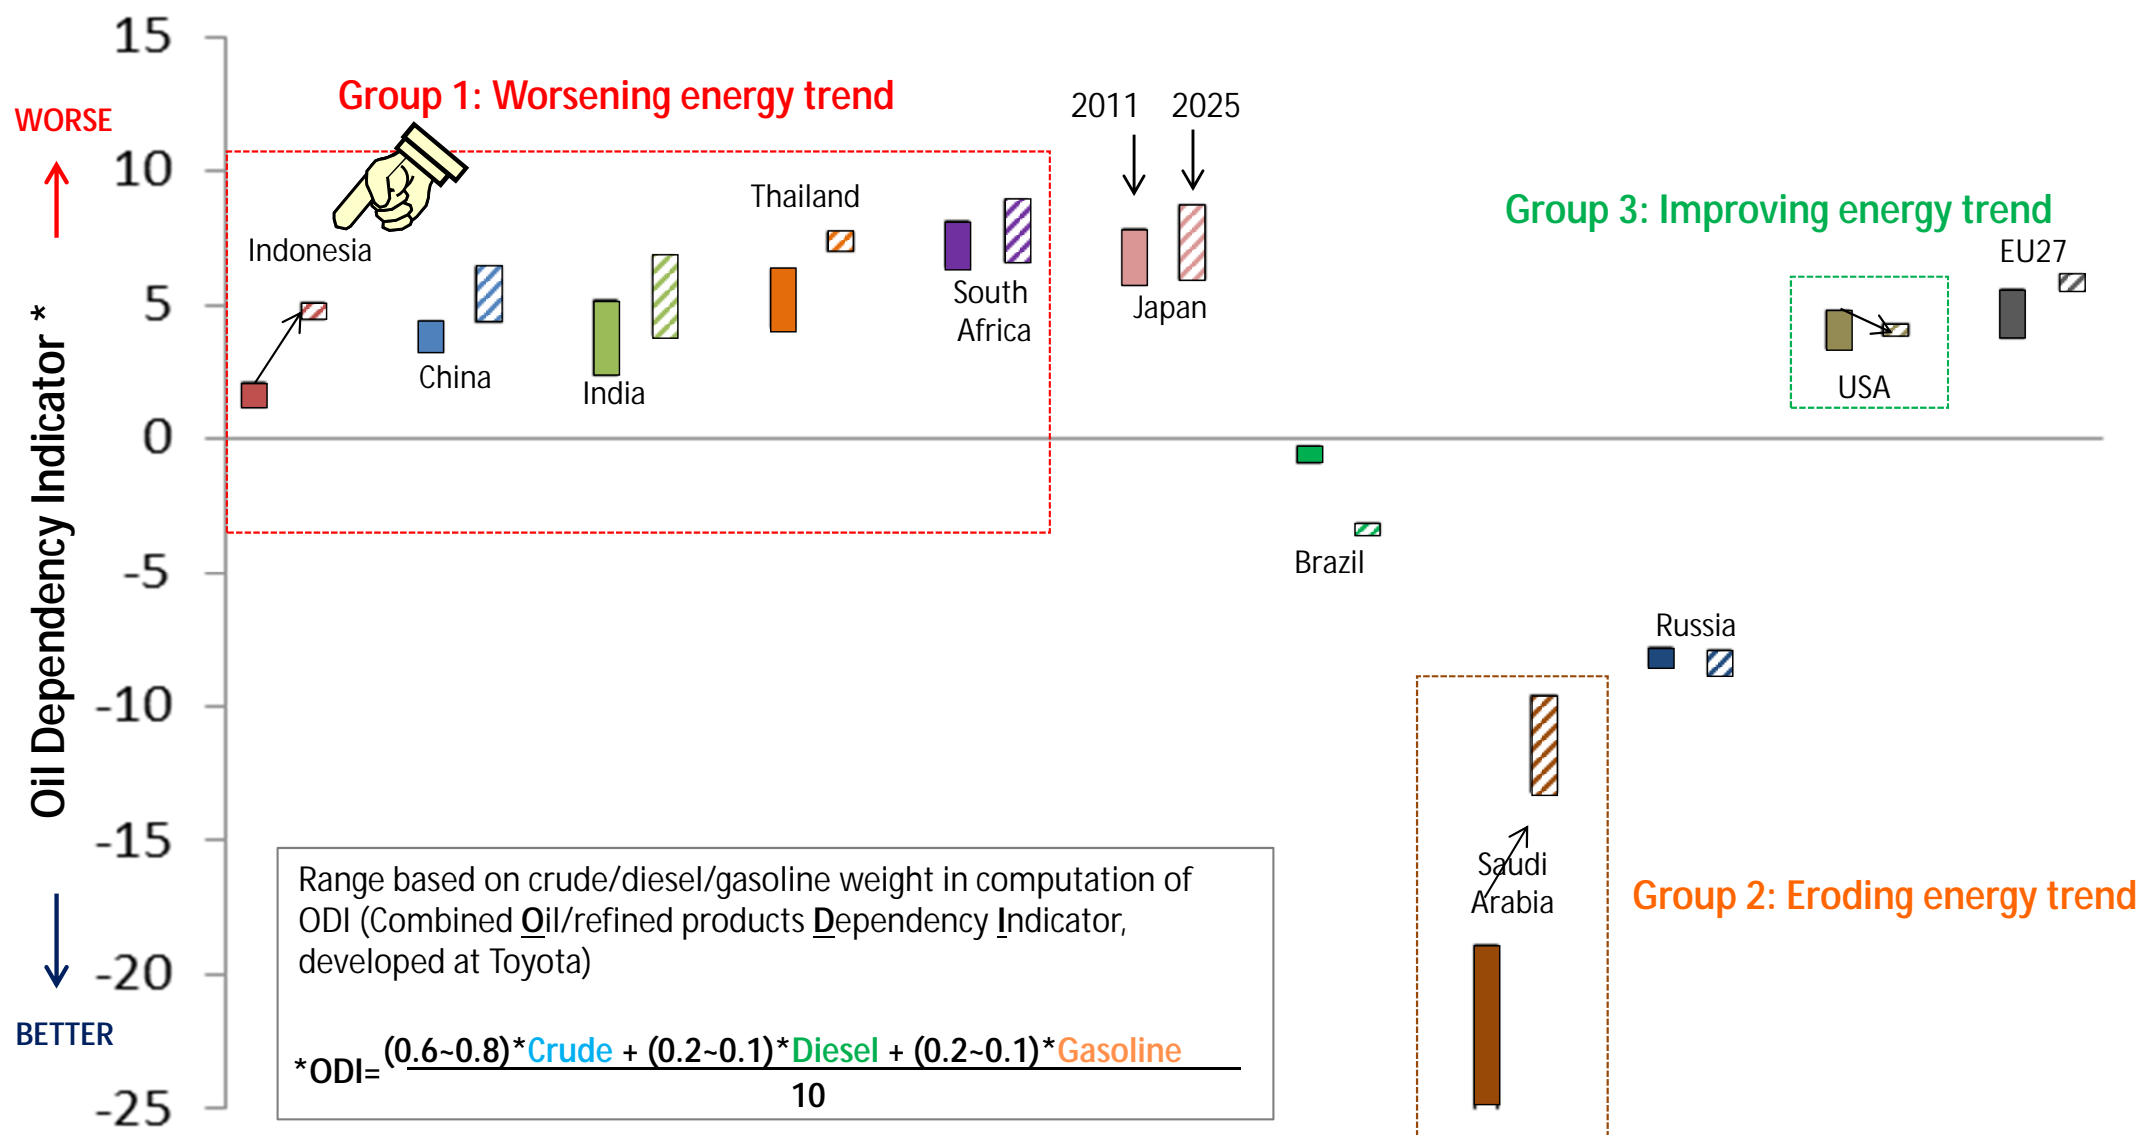 15
10
5
0
-5
-10
-15
-20
-25
WORSE
Oil Dependency Indicator *
BETTER
Group 1: Worsening energy trend
2011 2025
Group 3: Improving energy trend
Indonesia
China
India
Thailand
South
Africa
Japan
Brazil
Saudi
Arabia
Russia
USA
EU27
Group 2: Eroding energy trend
Range based on crude/diesel/gasoline weight in computation of
ODI (Combined Oil/refined products Dependency Indicator,
developed at Toyota)
(0.6~0.8)*Crude + (0.2~0.1)*Diesel + (0.2~0.1)*Gasoline
*ODI=
10